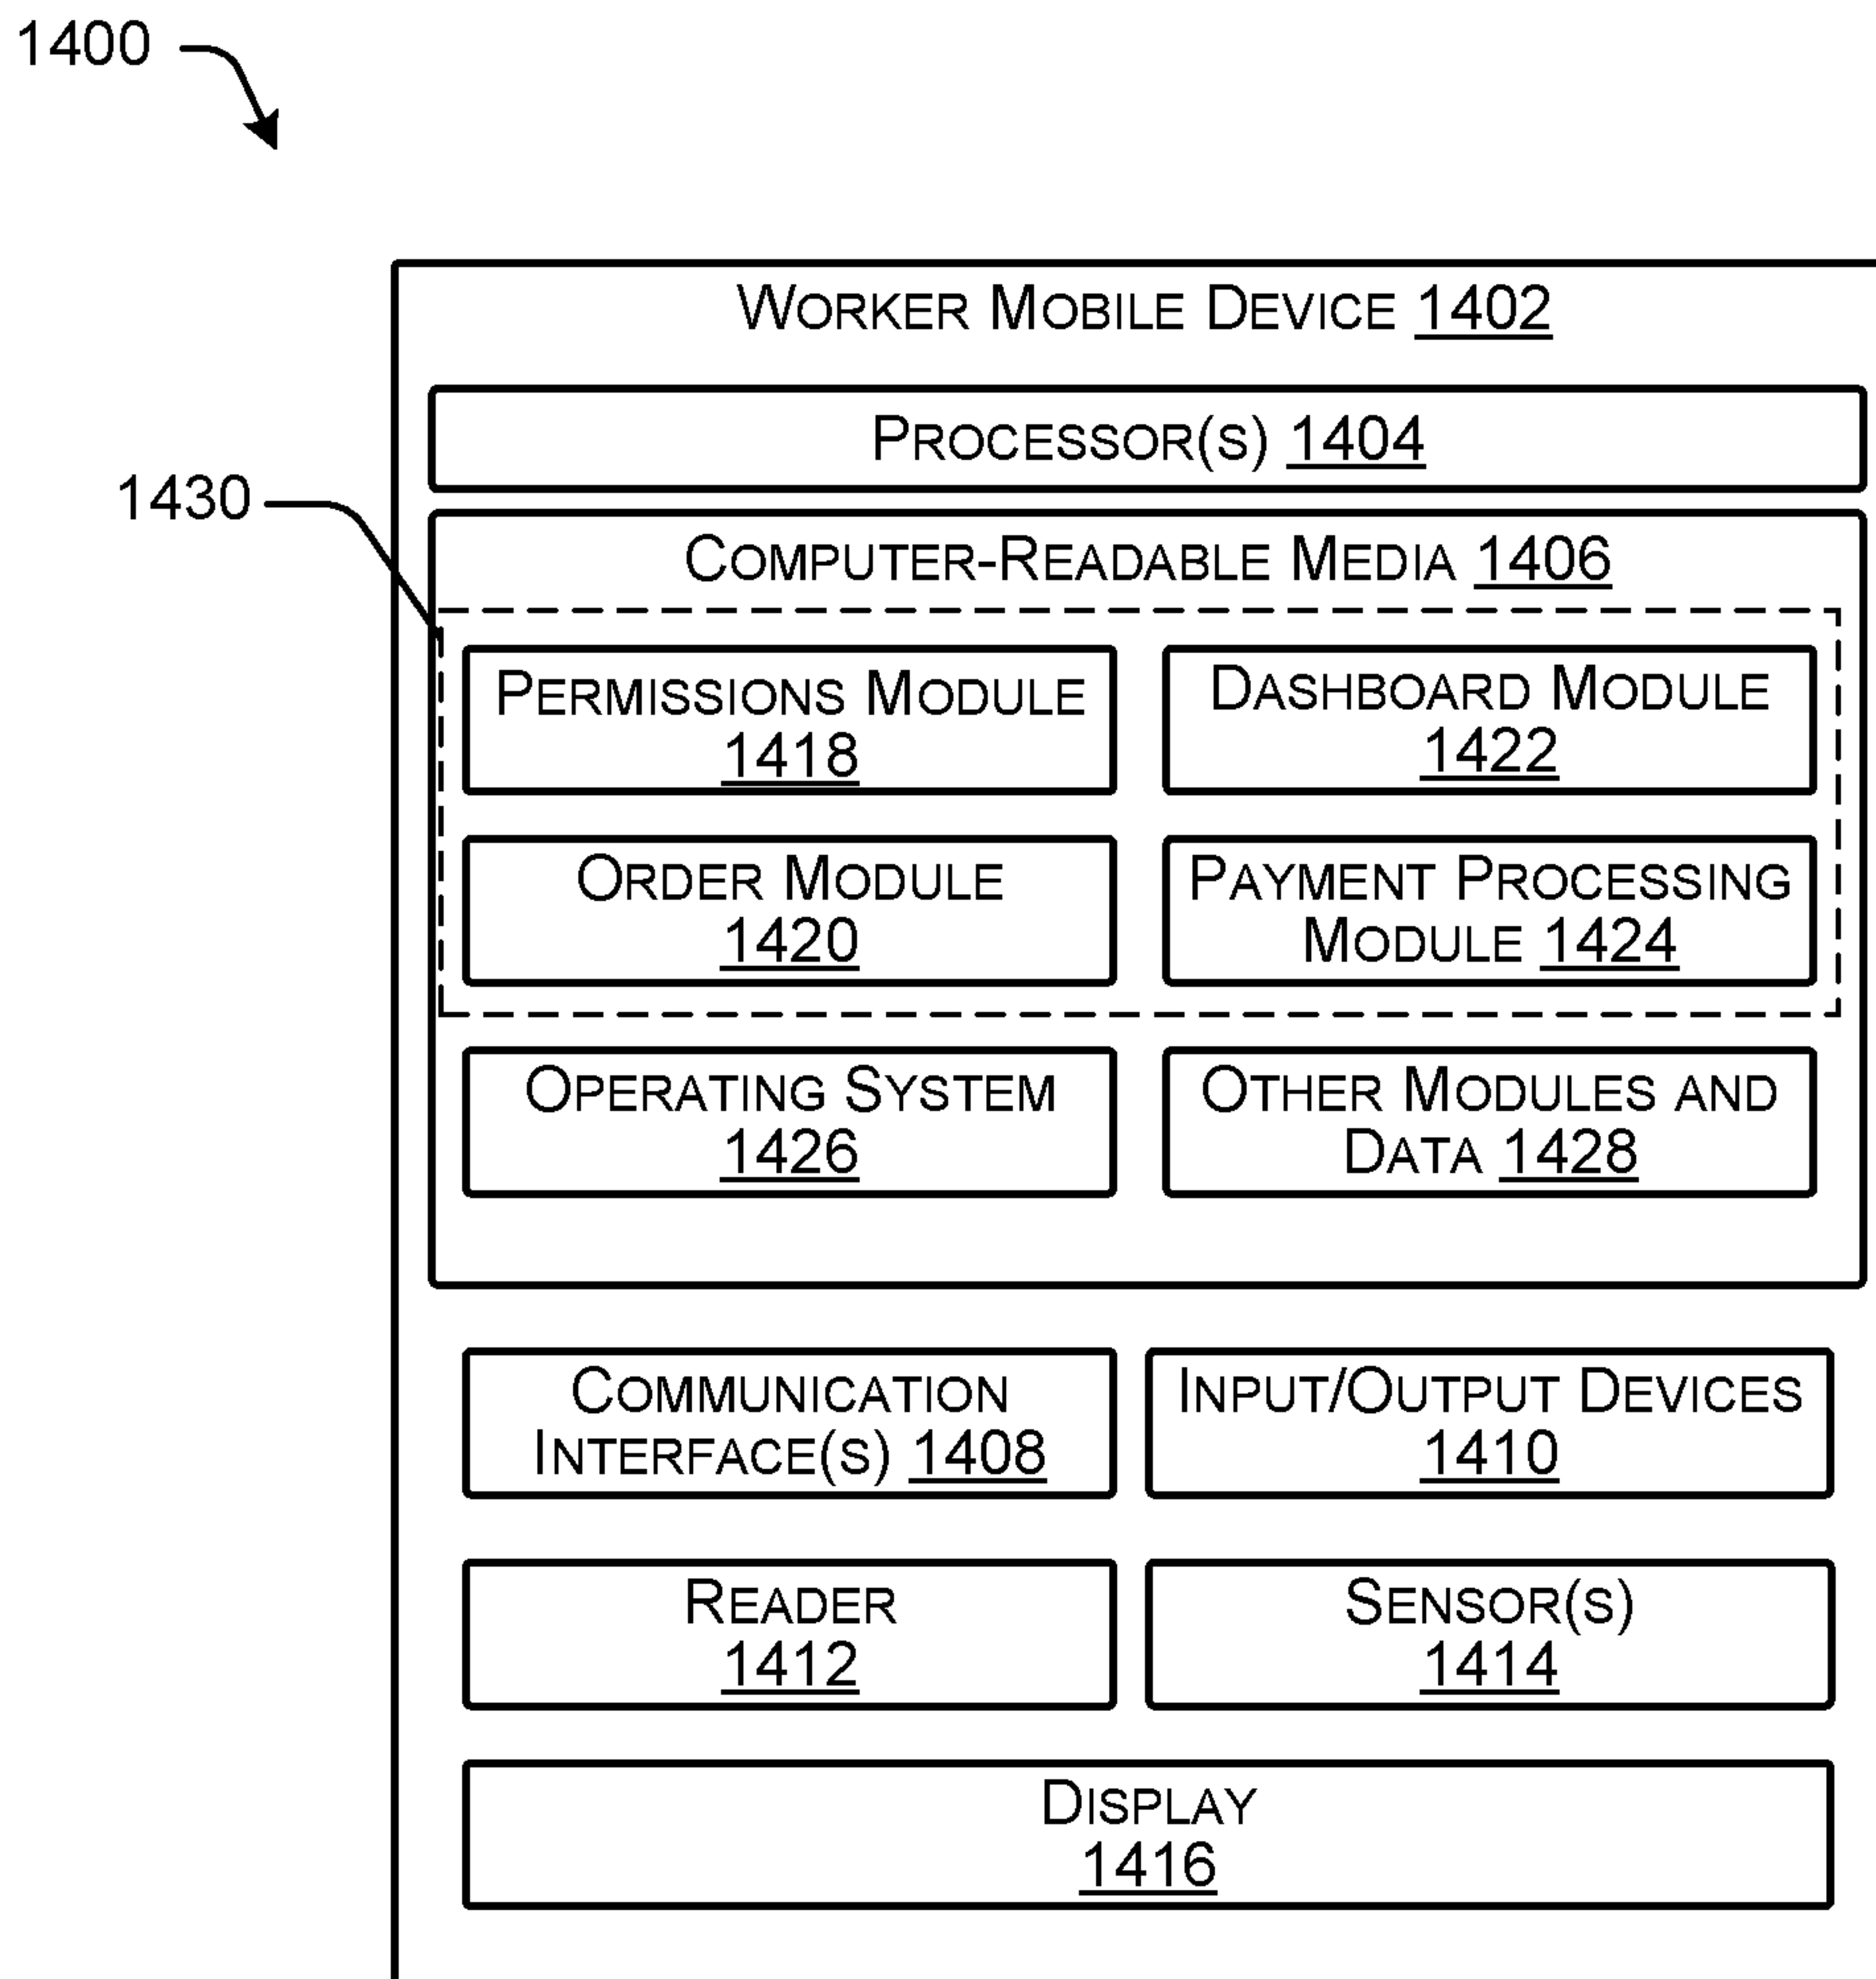 1400
WORKER MOBILE DEVICE 1402
PROCESSOR(S) 1404
1430
COMPUTER-READABLE MEDIA 1406
PERMISSIONS MODULE
1418
DASHBOARD MODULE
1422
ORDER MODULE
1420
PAYMENT PROCESSING
MODULE 1424
OPERATING SYSTEM
1426
OTHER MODULES AND
DATA 1428
COMMUNICATION
INTERFACE(S) 1408
INPUT/OUTPUT DEVICES
1410
READER
1412
SENSOR(S)
1414
DISPLAY
1416